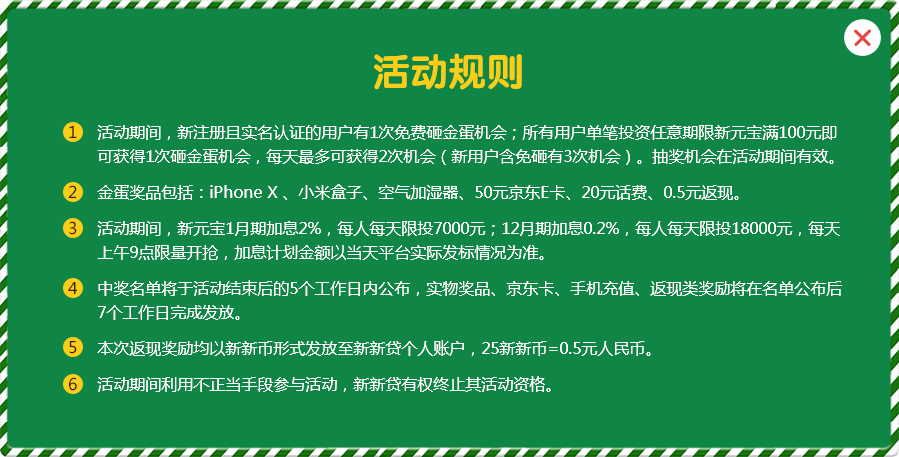 活动规则
1 活动期间，新注册且实名认证的用户有1次免费砸金蛋机会；所有用户单笔投资任意期限新元宝满100元即
可获得1次砸金蛋机会，每天最多可获得2次机会（新用户含免砸有3次机会）。抽奖机会在活动期间有效。
2 金蛋奖品包括：iPhone X 、小米盒子、空气加湿器、50元京东E卡、20元话费、0.5元返现。
3 活动期间，新元宝1月期加息2%，每人每天限投7000元；12月期加息0.2%，每人每天限投18000元，每天
上午9点限量开抢，加息计划金额以当天平台实际发标情况为准。
4 中奖名单将于活动结束后的5个工作日内公布，实物奖品、京东卡、手机充值、返现类奖励将在名单公布后
7个工作日完成发放。
5 本次返现奖励均以新新币形式发放至新新贷个人账户，25新新币=0.5元人民币。
6 活动期间利用不正当手段参与活动，新新贷有权终止其活动资格。